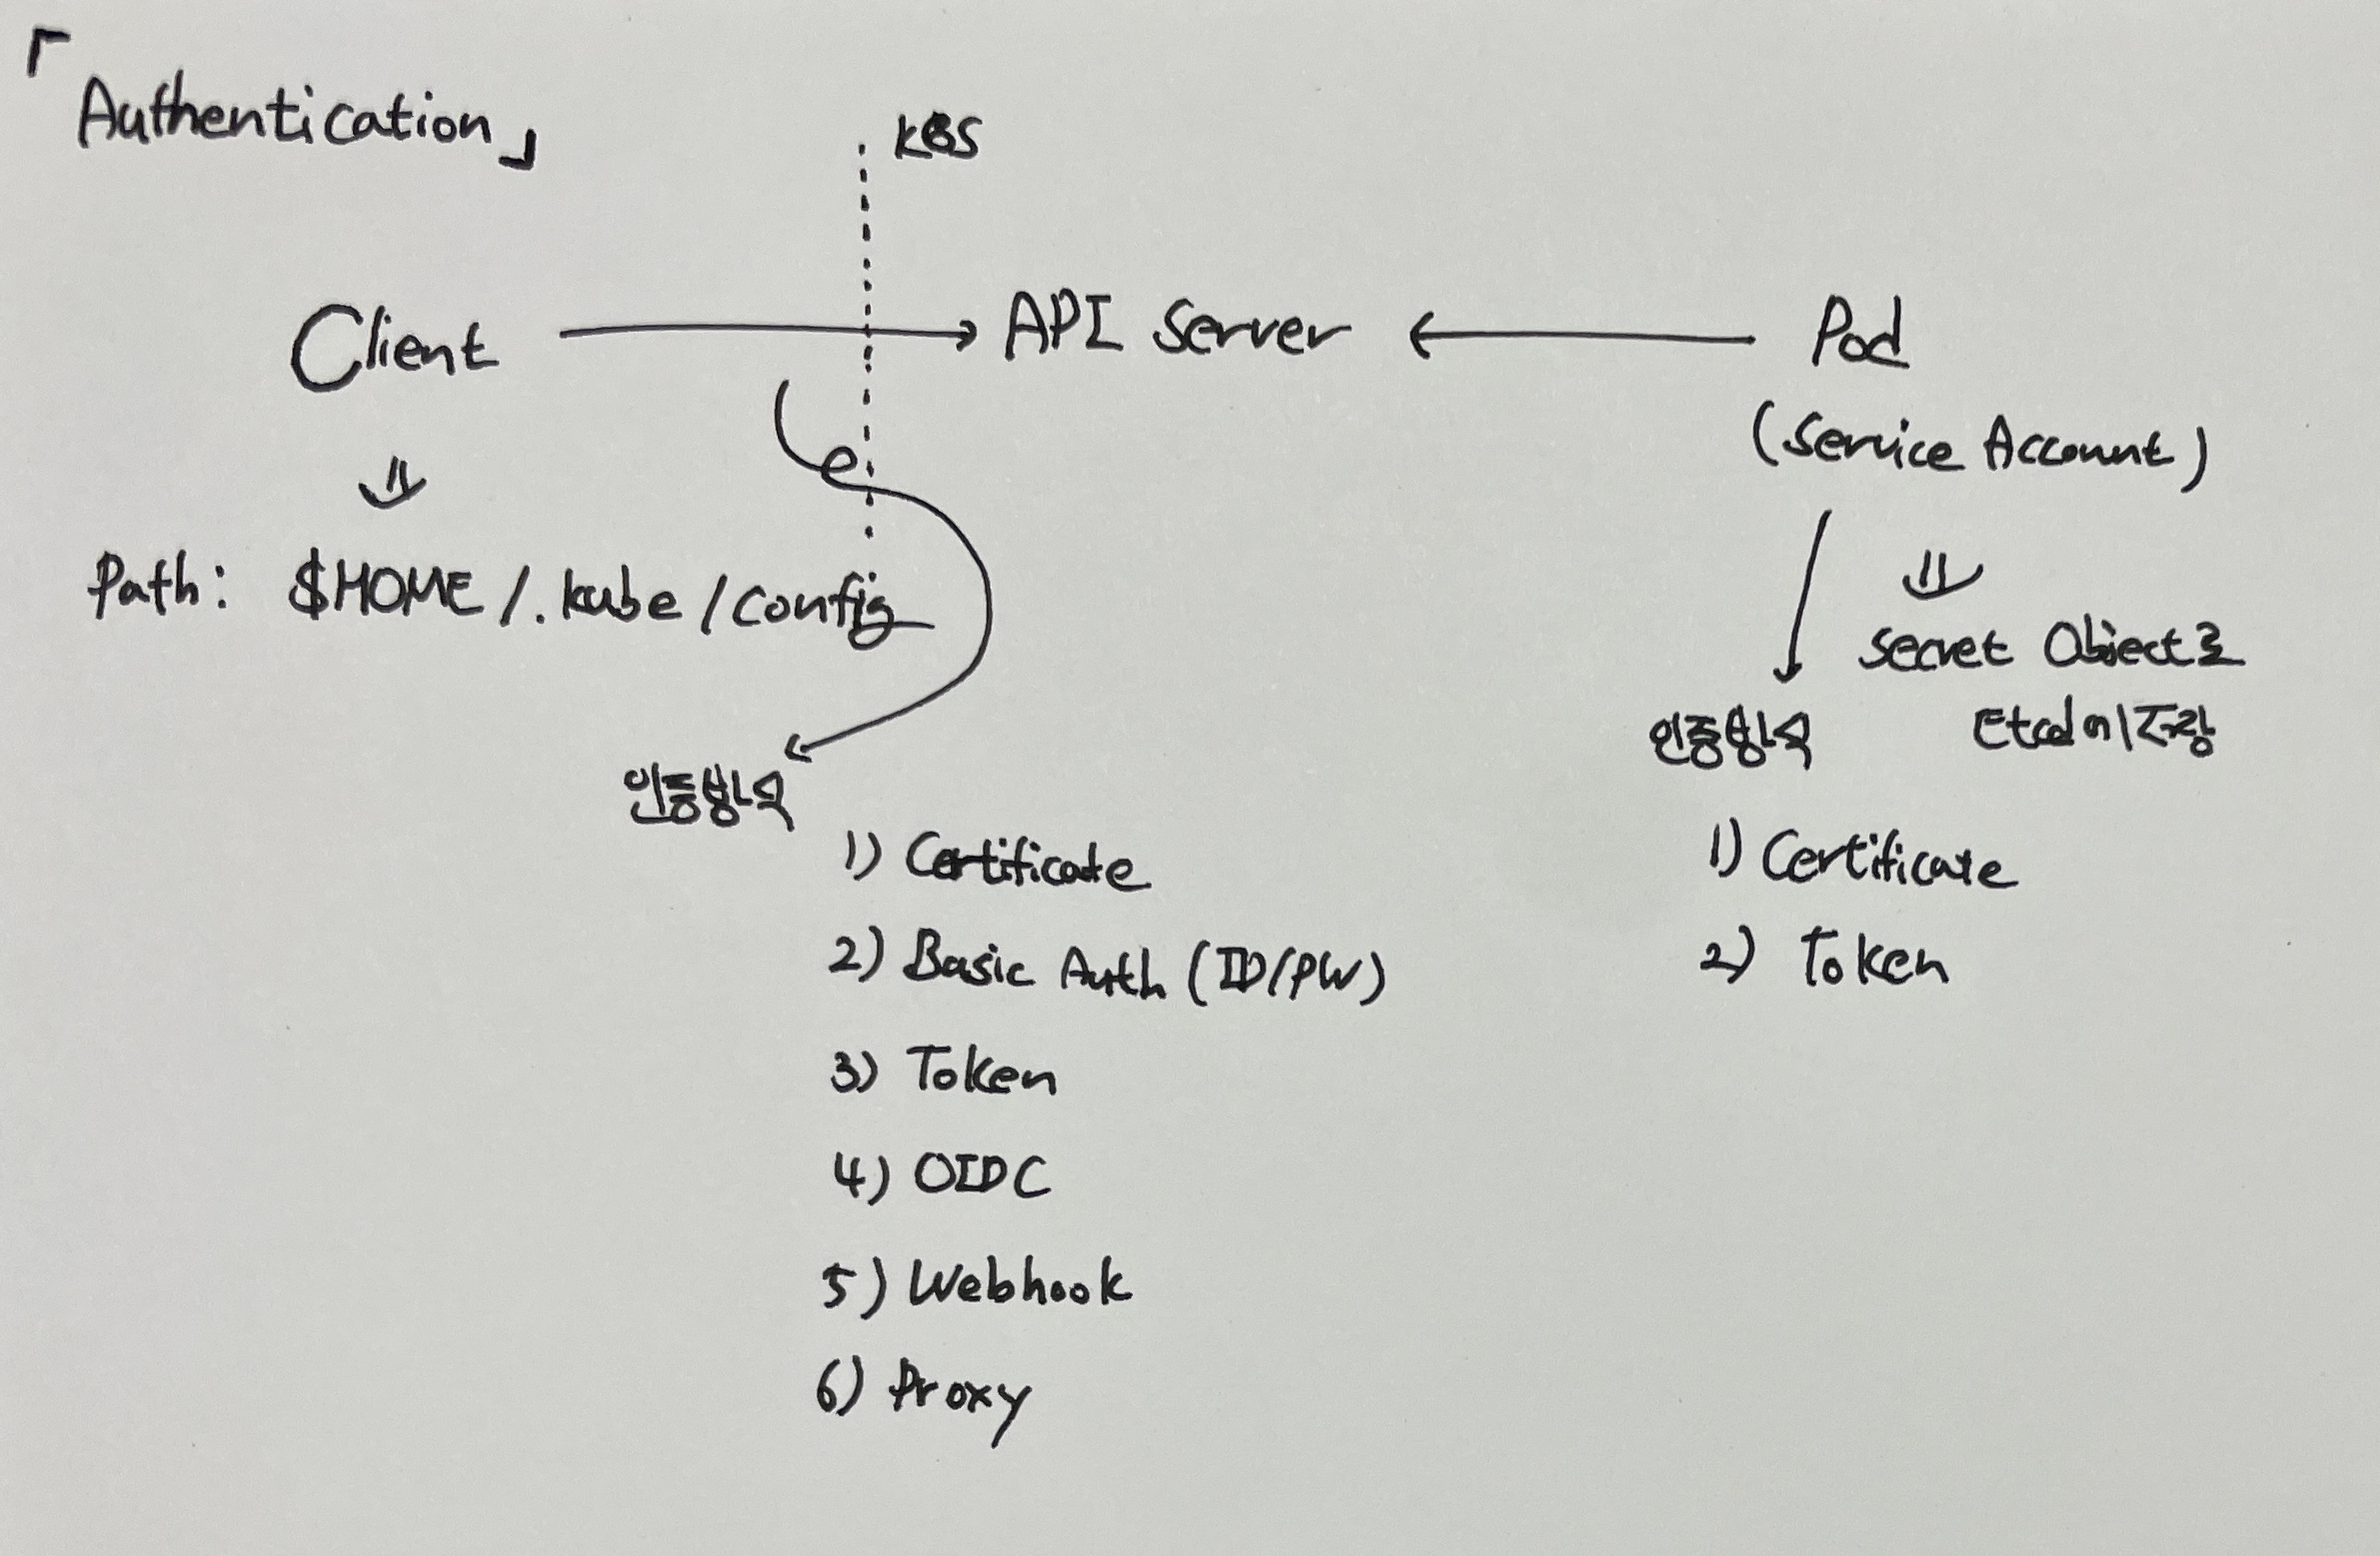 「Authentication」
K8S
Client → API Server ← Pod
(Service Account)
Path: $HOME/.kube/config
Secret Object로
Etcd에 저장
인증방식
인증방식
1) Certificate
2) Basic Auth (ID/PW)
3) Token
4) OIDC
5) Webhook
6) Proxy
1) Certificate
2) Token